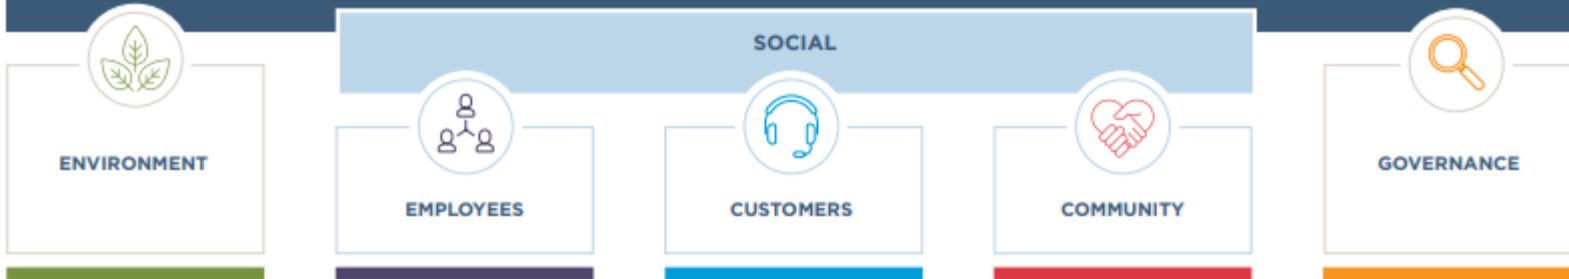 SOCIAL
ENVIRONMENT
EMPLOYEES
CUSTOMERS
COMMUNITY
GOVERNANCE